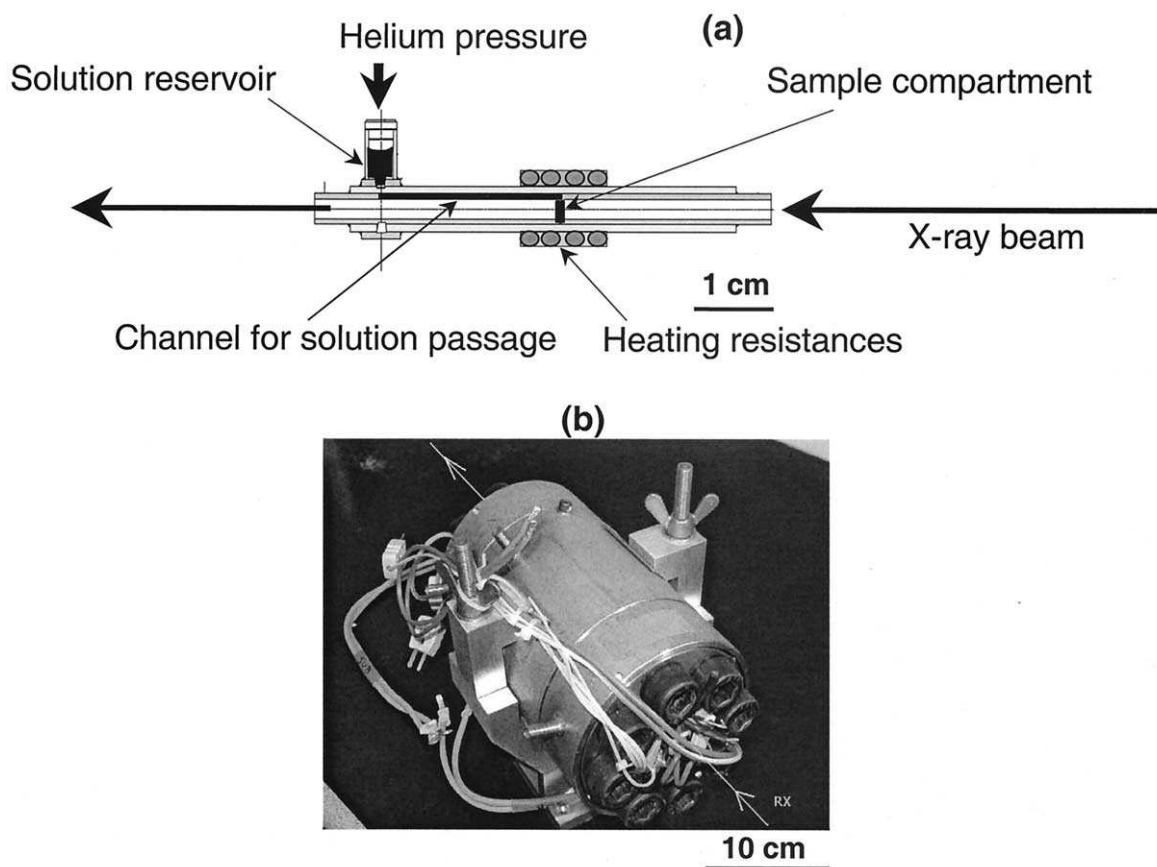 Helium pressure
(a)
Solution reservoir
Sample compartment
X-ray beam
1 cm
Channel for solution passage
Heating resistances
(b)
RX
10 cm